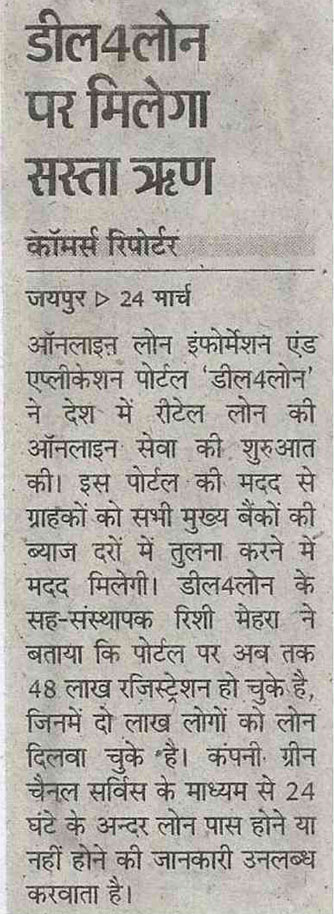 डील4लोन
पर मिलेगा
सस्ता ऋण
कॉमर्स रिपोर्टर
जयपुर ▷ 24 मार्च
ऑनलाइन लोन इंफोर्मेशन एंड
एप्लीकेशन पोर्टल ‘डील4लोन’
ने देश में रीटेल लोन की
ऑनलाइन सेवा की शुरुआत
की। इस पोर्टल की मदद से
ग्राहकों को सभी मुख्य बैंकों की
ब्याज दरों में तुलना करने में
मदद मिलेगी। डील4लोन के
सह-संस्थापक रिशी मेहरा ने
बताया कि पोर्टल पर अब तक
48 लाख रजिस्ट्रेशन हो चुके है,
जिनमें दो लाख लोगों को लोन
दिलवा चुके है। कंपनी ग्रीन
चैनल सर्विस के माध्यम से 24
घंटे के अन्दर लोन पास होने या
नहीं होने की जानकारी उनलब्ध
करवाता है।